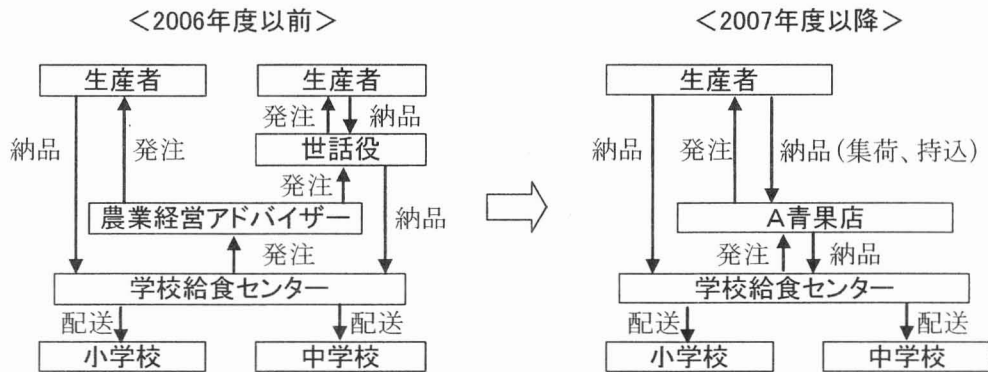 ＜2006年度以前＞
生産者
生産者
発注
納品
世話役
納品
発注
発注
農業経営アドバイザー
納品
発注
学校給食センター
配送
配送
小学校
中学校
＜2007年度以降＞
生産者
納品
発注
納品(集荷、持込)
A青果店
発注
納品
学校給食センター
配送
配送
小学校
中学校